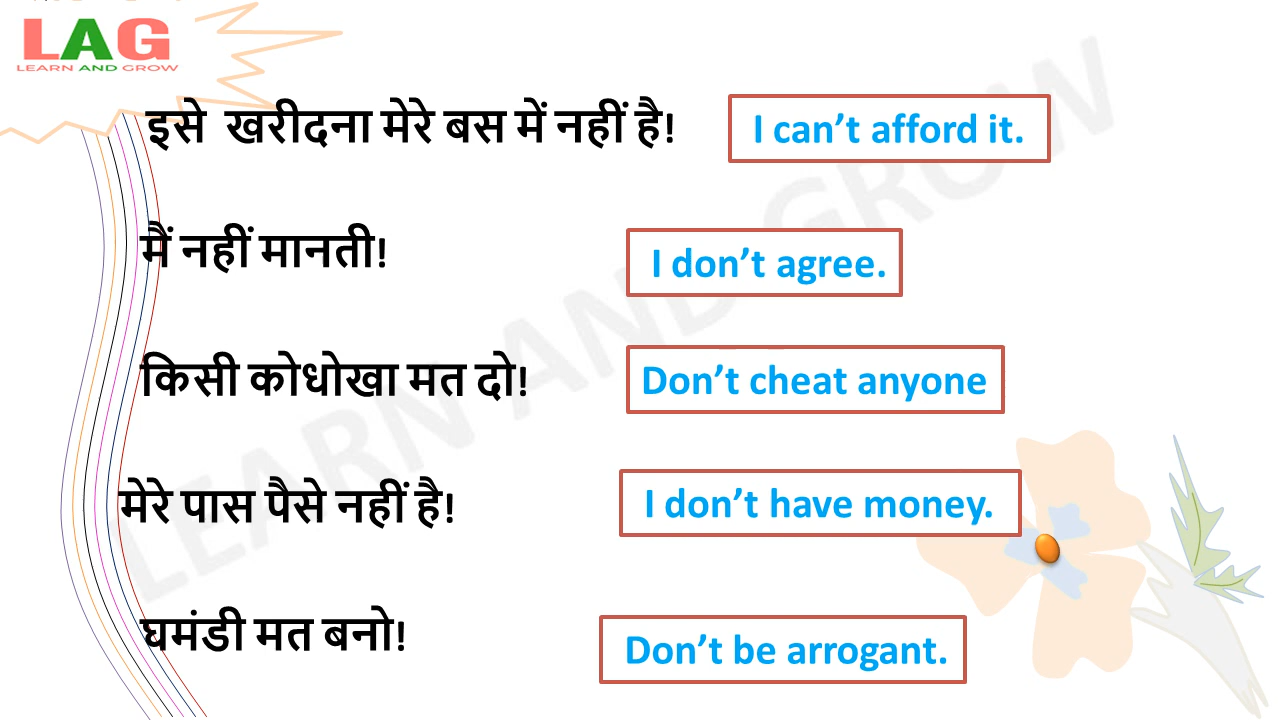 LAG
LEARN AND GROW
इसे खरीदना मेरे बस में नहीं है! I can’t afford it.
मैं नहीं मानती! I don’t agree.
किसी कोधोखा मत दो! Don’t cheat anyone
मेरे पास पैसे नहीं है! I don’t have money.
घमंडी मत बनो! Don’t be arrogant.
LEARN AND GROW